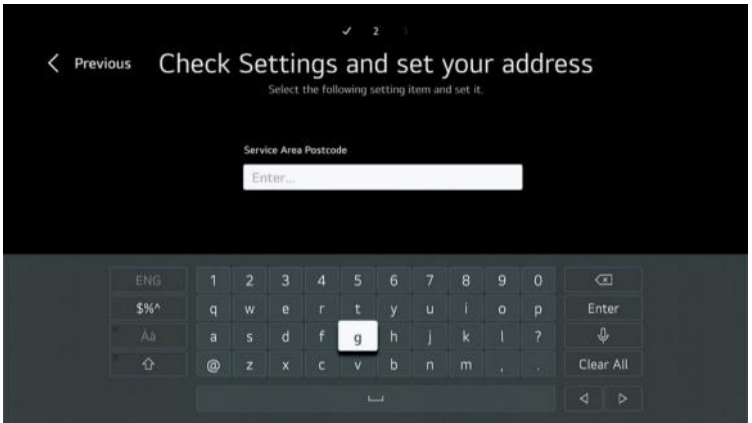 2
Previous
Check Settings and set your address
Select the following setting item and set it.
Service Area Postcode
Enter...
ENG 1 2 3 4 5 6 7 8 9 0
$%^ q w e r t y u i o p Enter
Àä a s d f g h j k l ?
@ z x c v b n m , . Clear All